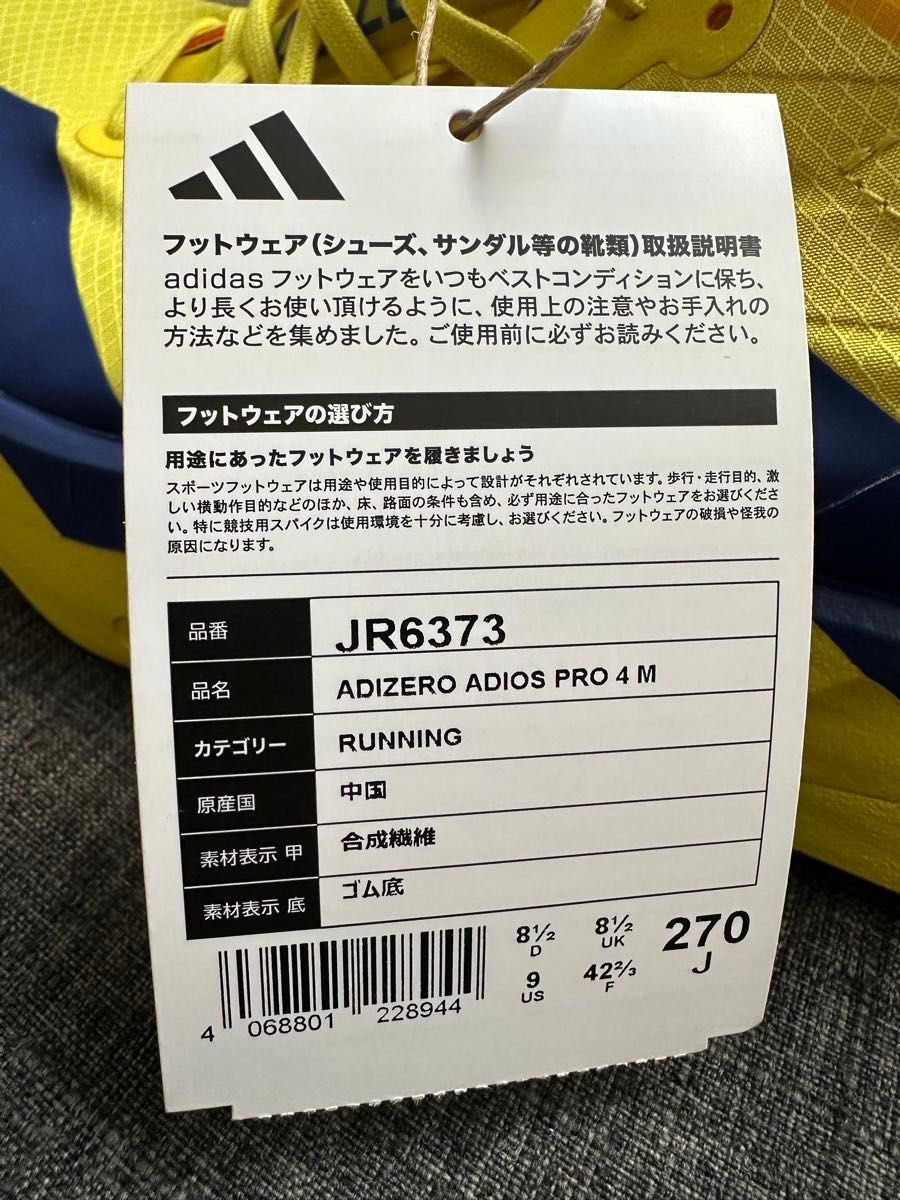 フットウェア(シューズ、サンダル等の靴類)取扱説明書
adidas フットウェアをいつもベストコンディションに保ち、
より長くお使い頂けるように、使用上の注意やお手入れの
方法などを集めました。ご使用前に必ずお読みください。
フットウェアの選び方
用途にあったフットウェアを履きましょう
スポーツフットウェアは用途や使用目的によって設計がそれぞれされています。歩行・走行目的、激
しい横動作目的などのほか、床、路面の条件も含め、必ず用途に合ったフットウェアをお選びくださ
い。特に競技用スパイクは使用環境を十分に考慮し、お選びください。フットウェアの破損や怪我の
原因になります。
品番 JR6373
品名 ADIZERO ADIOS PRO 4 M
カテゴリー RUNNING
原産国 中国
素材表示 甲 合成繊維
素材表示 底 ゴム底
8½ 8½ 270
D UK J
9 42⅔
US F
4 068801 228944